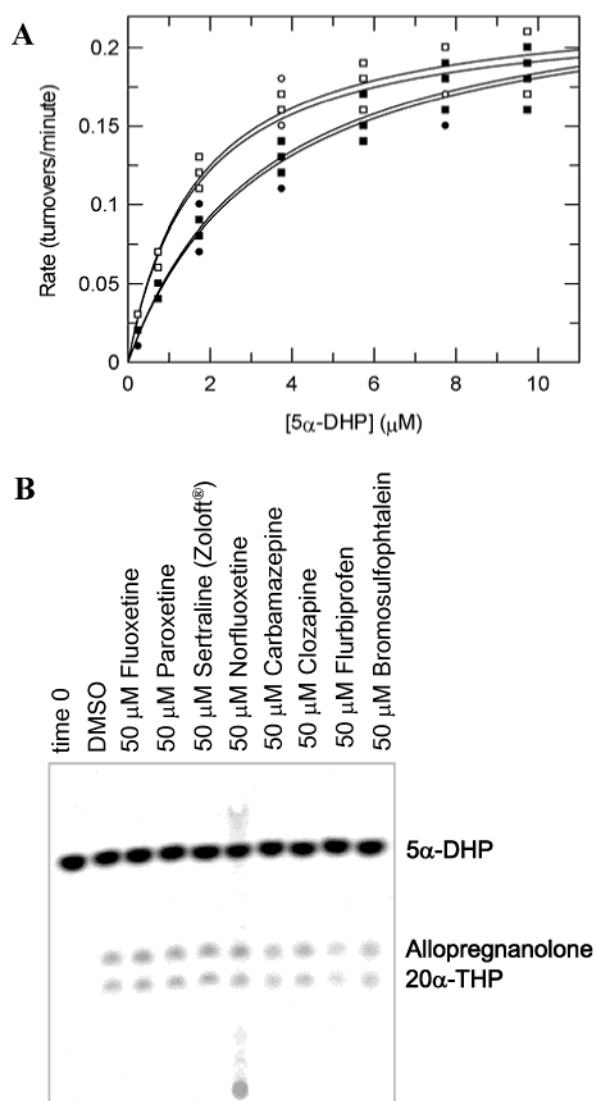 A
Rate (turnovers/minute)
0.2
0.15
0.1
0.05
0
0 2 4 6 8 10
[5α-DHP] (μM)
B
time 0
DMSO
50 μM Fluoxetine
50 μM Paroxetine
50 μM Sertraline (Zoloft®)
50 μM Norfluoxetine
50 μM Carbamazepine
50 μM Clozapine
50 μM Flurbiprofen
50 μM Bromosulfophtalein
5α-DHP
Allopregnanolone
20α-THP